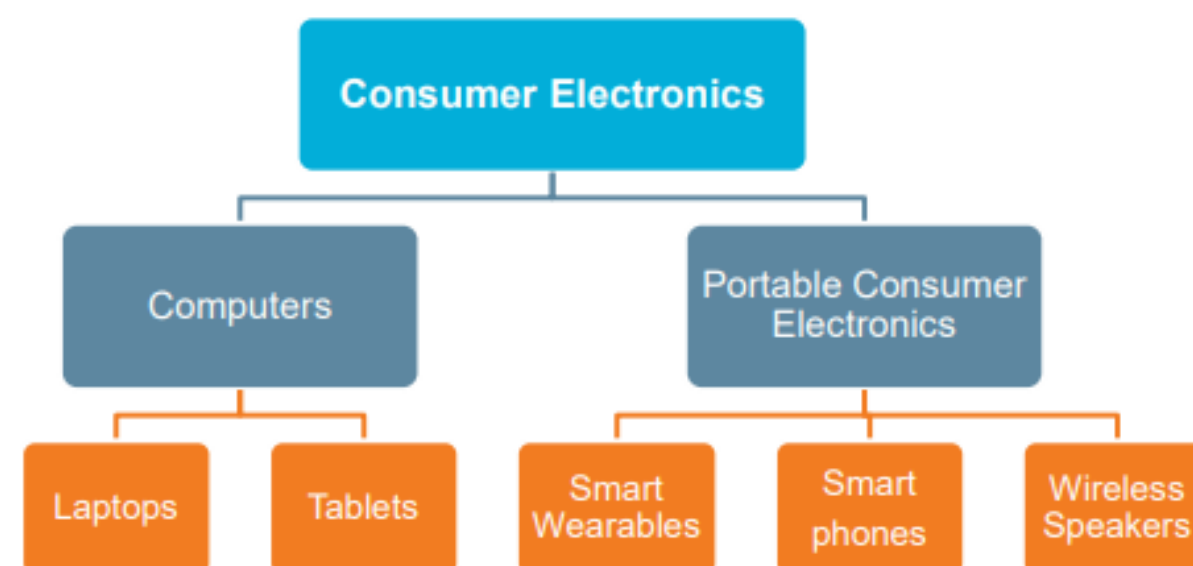 Consumer Electronics
Computers
Portable Consumer
Electronics
Laptops
Tablets
Smart
Wearables
Smart
phones
Wireless
Speakers